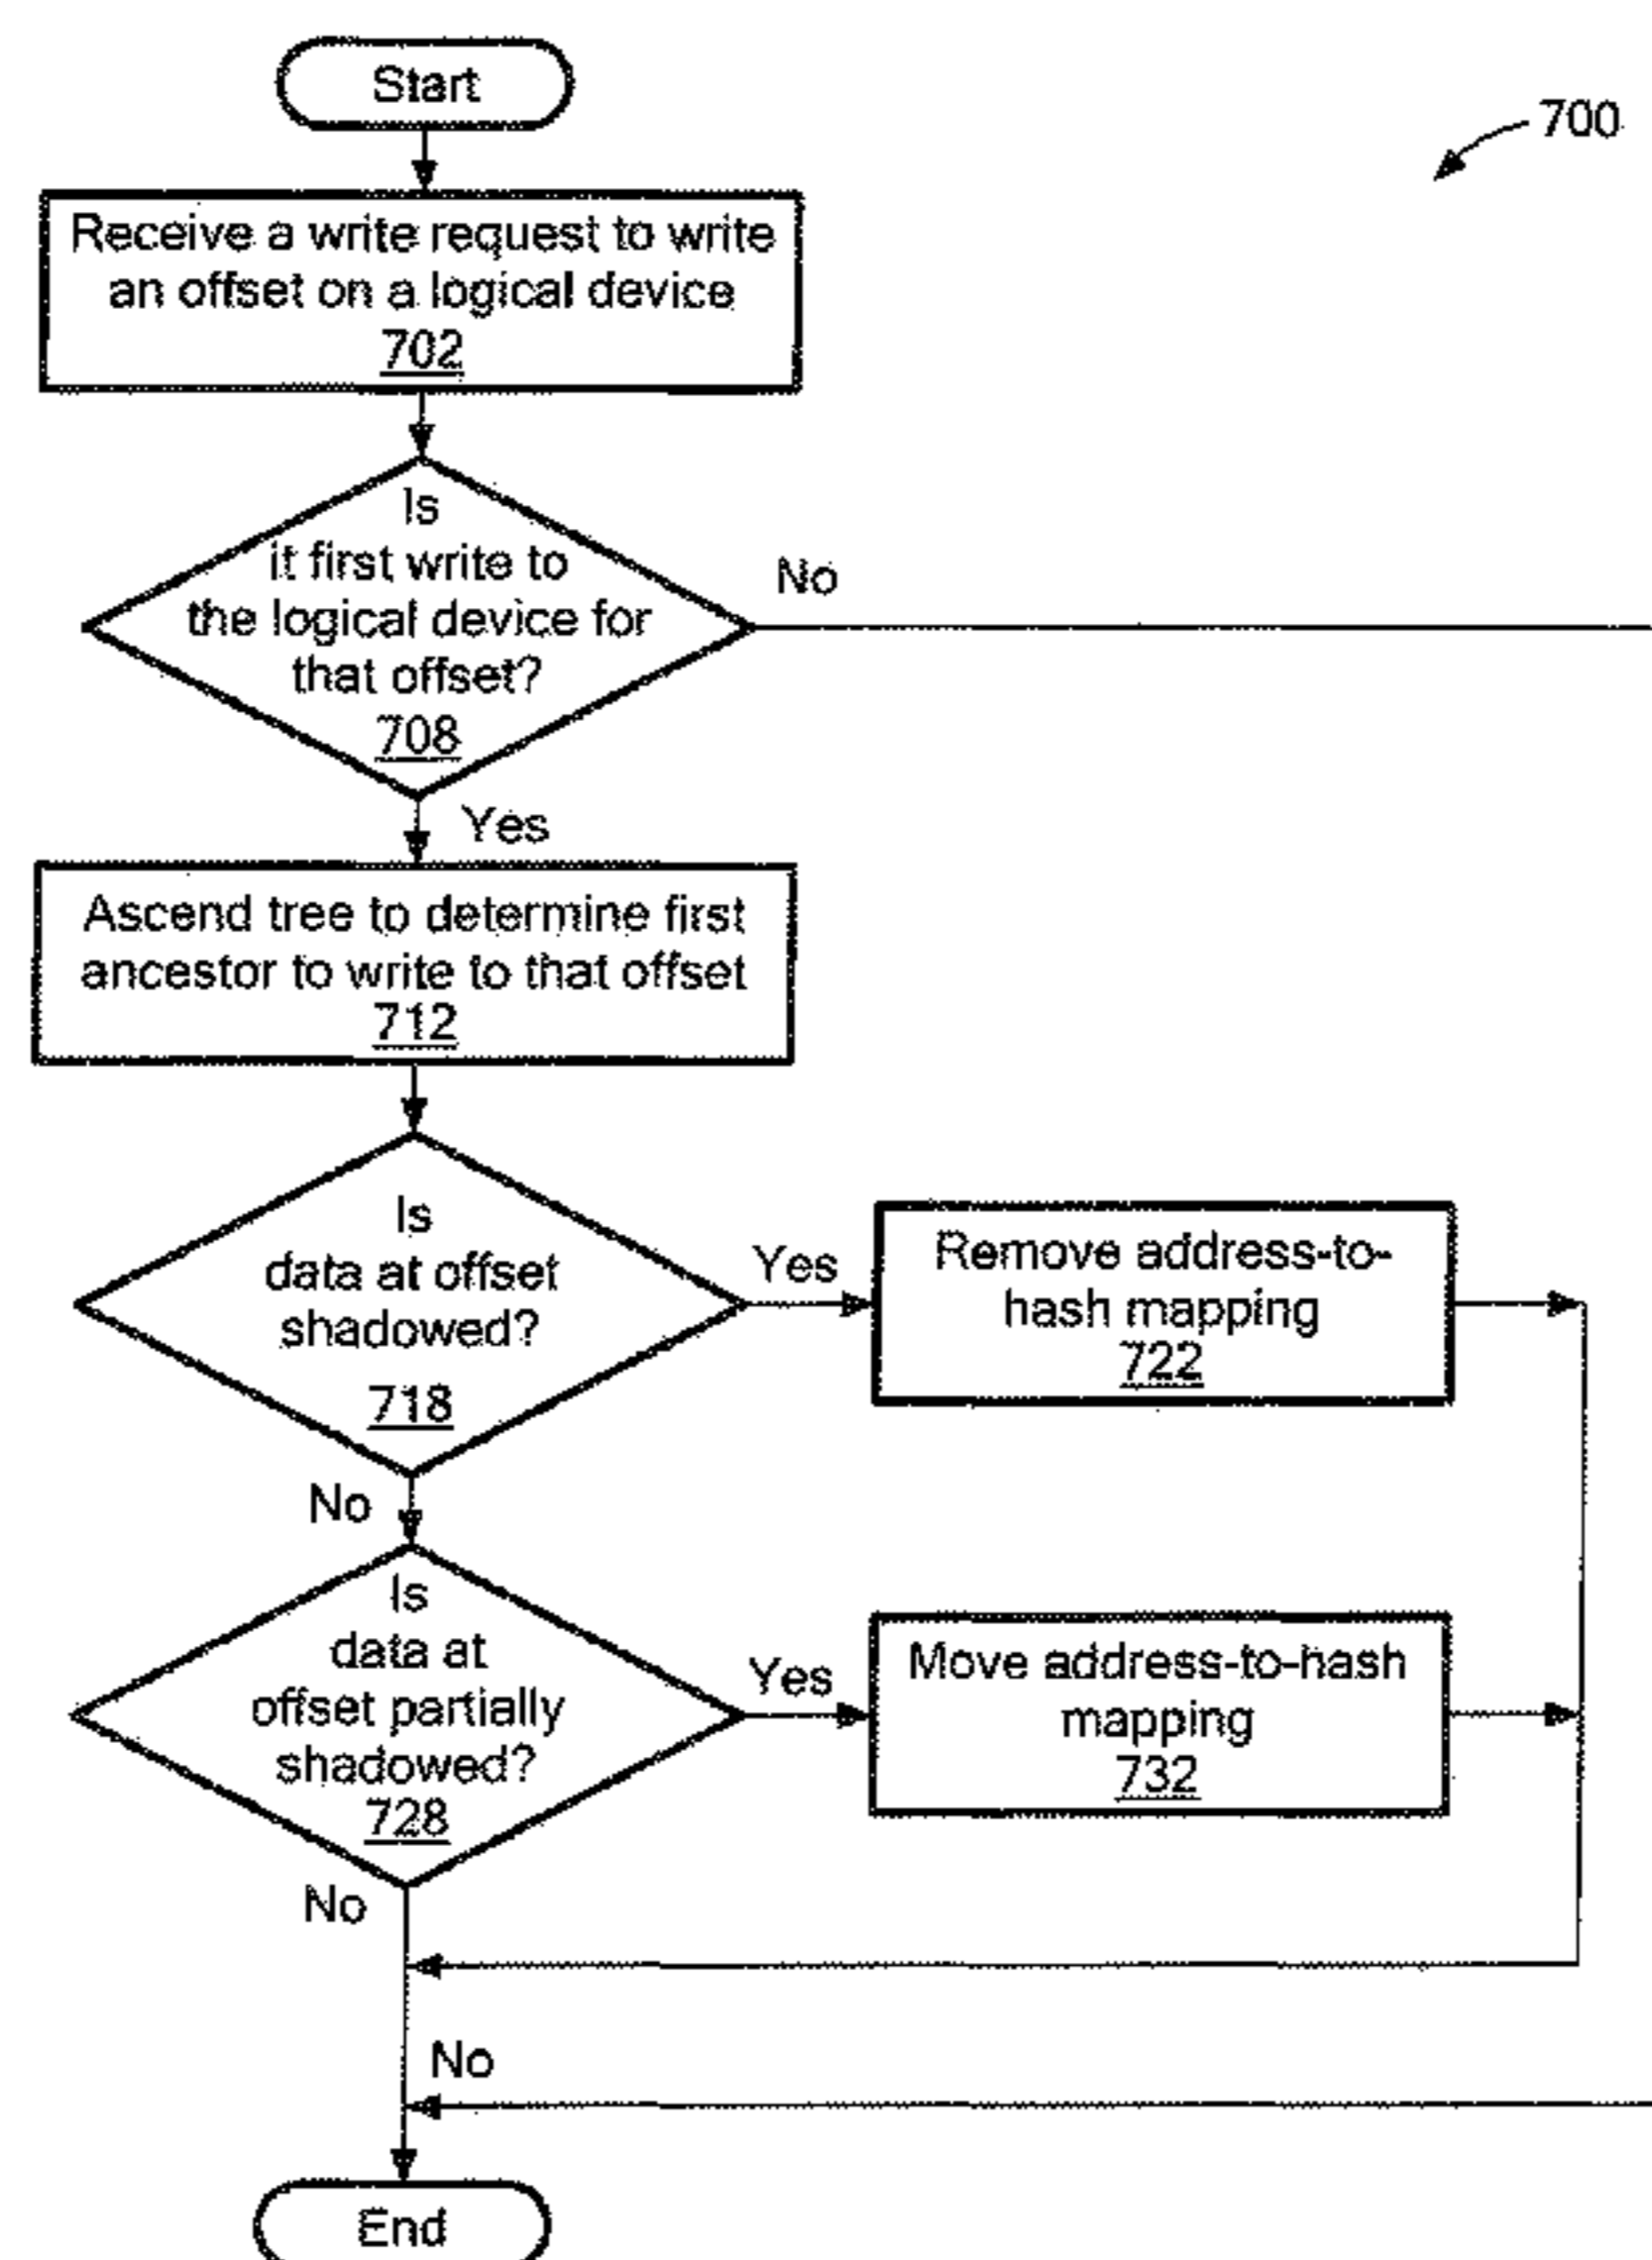 Start
700
Receive a write request to write
an offset on a logical device
702
Is
it first write to
the logical device for
that offset?
708
No
Yes
Ascend tree to determine first
ancestor to write to that offset
712
Is
data at offset
shadowed?
718
Yes
Remove address-to-
hash mapping
722
No
Is
data at
offset partially
shadowed?
728
Yes
Move address-to-hash
mapping
732
No
No
End